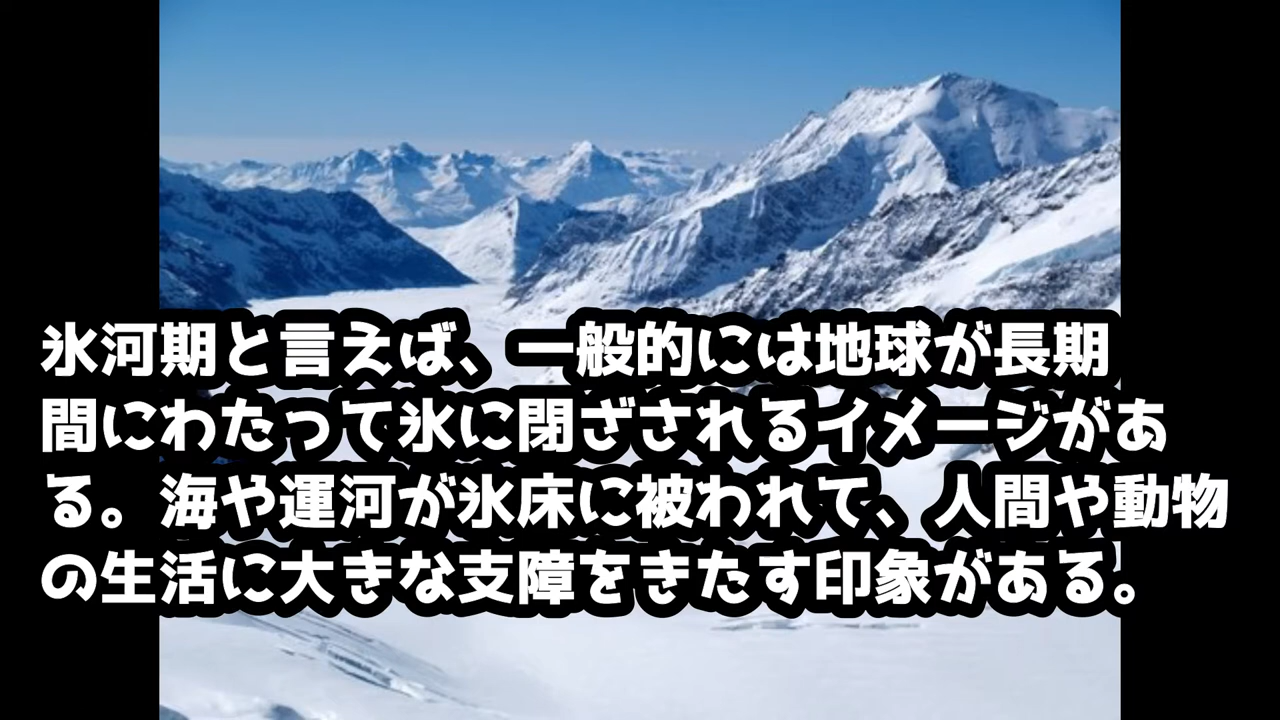 氷河期と言えば、一般的には地球が長期
間にわたって氷に閉ざされるイメージがあ
る。海や運河が氷床に被われて、人間や動物
の生活に大きな支障をきたす印象がある。